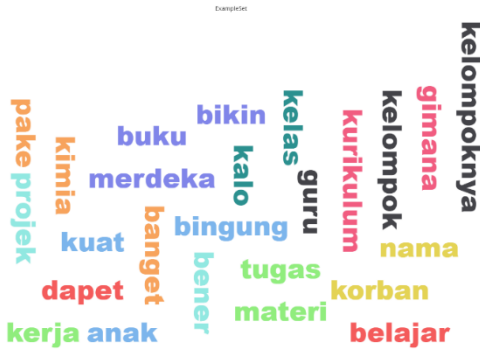 ExampleSet
kelompoknya
gimana
kelompok
kelas
kurikulum
bikin
pake
buku
kimia
kalo
merdeka
guru
projek
banget
bingung
kuat
nama
bener
tugas
dapet
korban
materi
kerja
anak
belajar